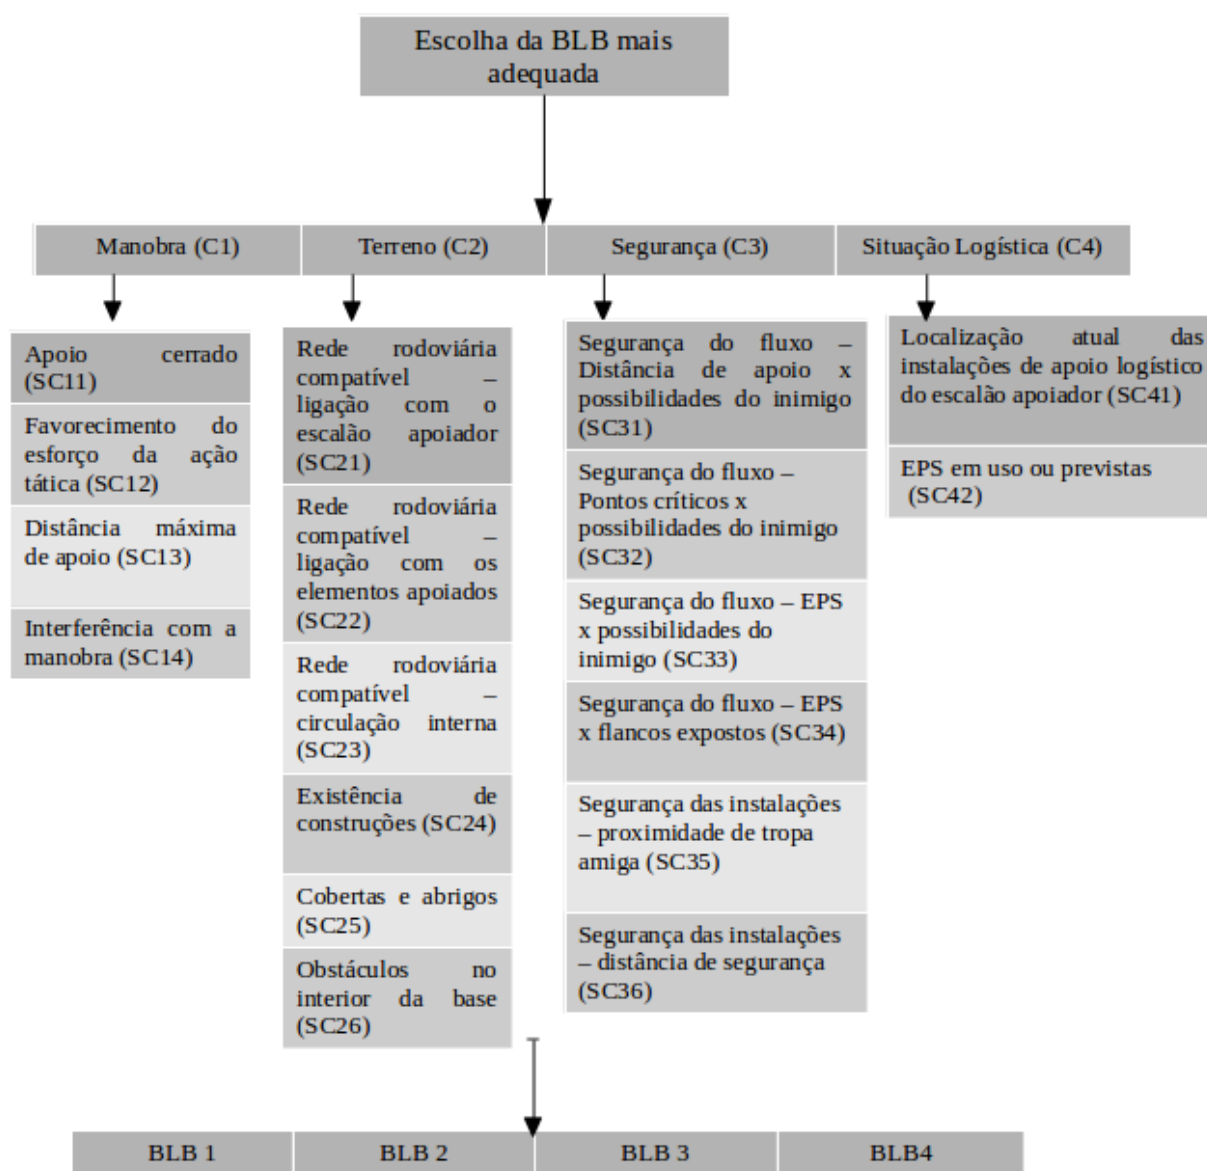 Escolha da BLB mais
adequada
Manobra (C1)
Terreno (C2)
Segurança (C3)
Situação Logística (C4)
Apoio cerrado
(SC11)
Favorecimento do
esforço da ação
tática (SC12)
Distância máxima
de apoio (SC13)
Interferência com a
manobra (SC14)
Rede rodoviária
compatível –
ligação com o
escalão apoiador
(SC21)
Rede rodoviária
compatível –
ligação com os
elementos apoiados
(SC22)
Rede rodoviária
compatível –
circulação interna
(SC23)
Existência de
construções (SC24)
Cobertas e abrigos
(SC25)
Obstáculos no
interior da base
(SC26)
Segurança do fluxo –
Distância de apoio x
possibilidades do inimigo
(SC31)
Segurança do fluxo –
Pontos críticos x
possibilidades do inimigo
(SC32)
Segurança do fluxo – EPS
x possibilidades do
inimigo (SC33)
Segurança do fluxo – EPS
x flancos expostos (SC34)
Segurança das instalações
– proximidade de tropa
amiga (SC35)
Segurança das instalações
– distância de segurança
(SC36)
Localização atual das
instalações de apoio logístico
do escalão apoiador (SC41)
EPS em uso ou previstas
(SC42)
BLB 1
BLB 2
BLB 3
BLB4